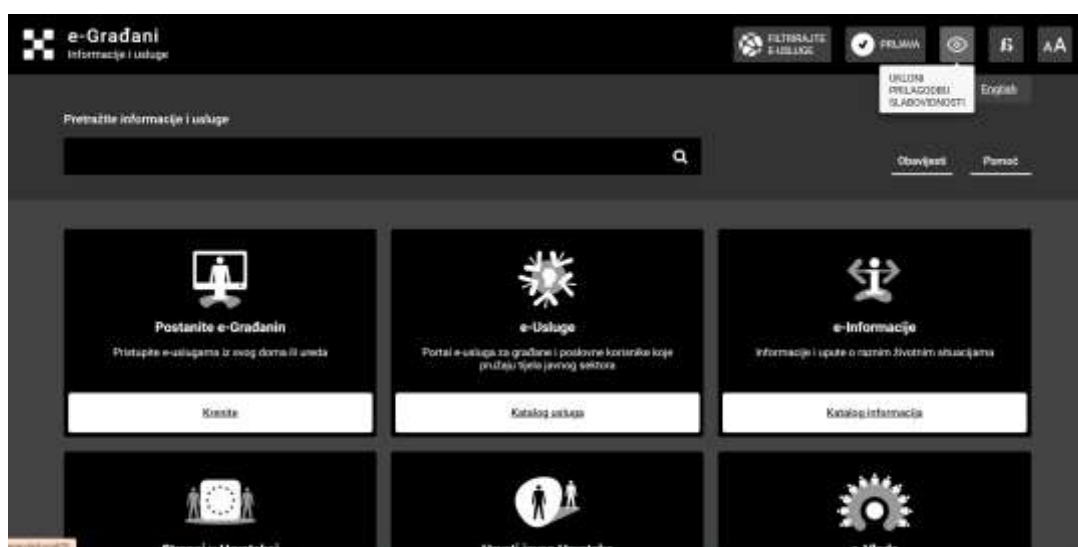 e-Građani
Informacije i usluge
FILTRIRAJTE
E-USLUGE
PRIJAVA
UKLONI
PRILAGODBU
SLABOVIDNOSTI
English
Pretražite informacije i usluge
Obavijesti
Pomoć
Postanite e-Građanin
Pristupite e-uslugama iz svog doma ili ureda
Krenite
e-Usluge
Portal e-usluga za građane i poslovne korisnike koje
pružaju tijela javnog sektora
Katalog usluga
e-Informacije
Informacije i upute o raznim životnim situacijama
Katalog informacija